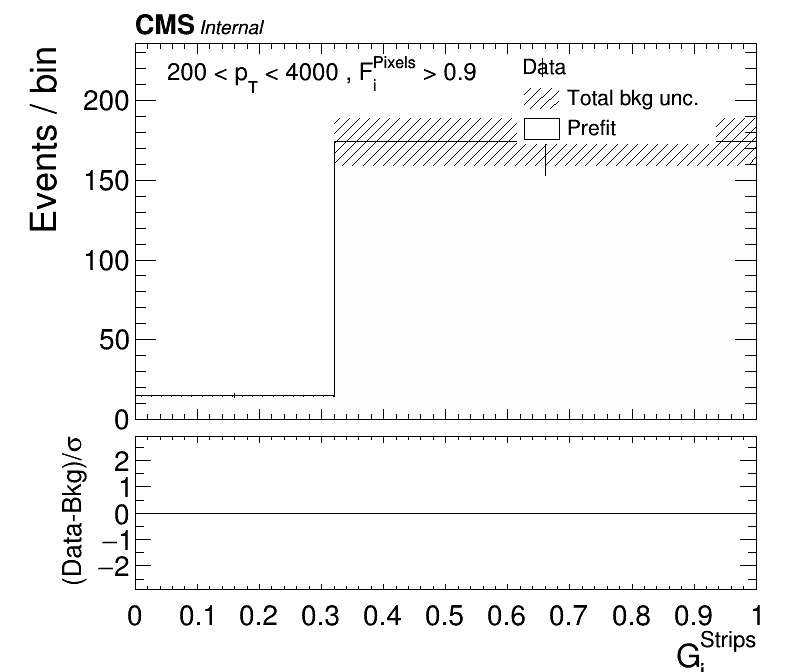 CMS Internal
200 < p_T < 4000 , F_i^Pixels > 0.9
Data
Total bkg unc.
Prefit
Events / bin
200
150
100
50
0
(Data-Bkg)/σ
2
1
0
−1
−2
0 0.1 0.2 0.3 0.4 0.5 0.6 0.7 0.8 0.9 1
G_i^Strips